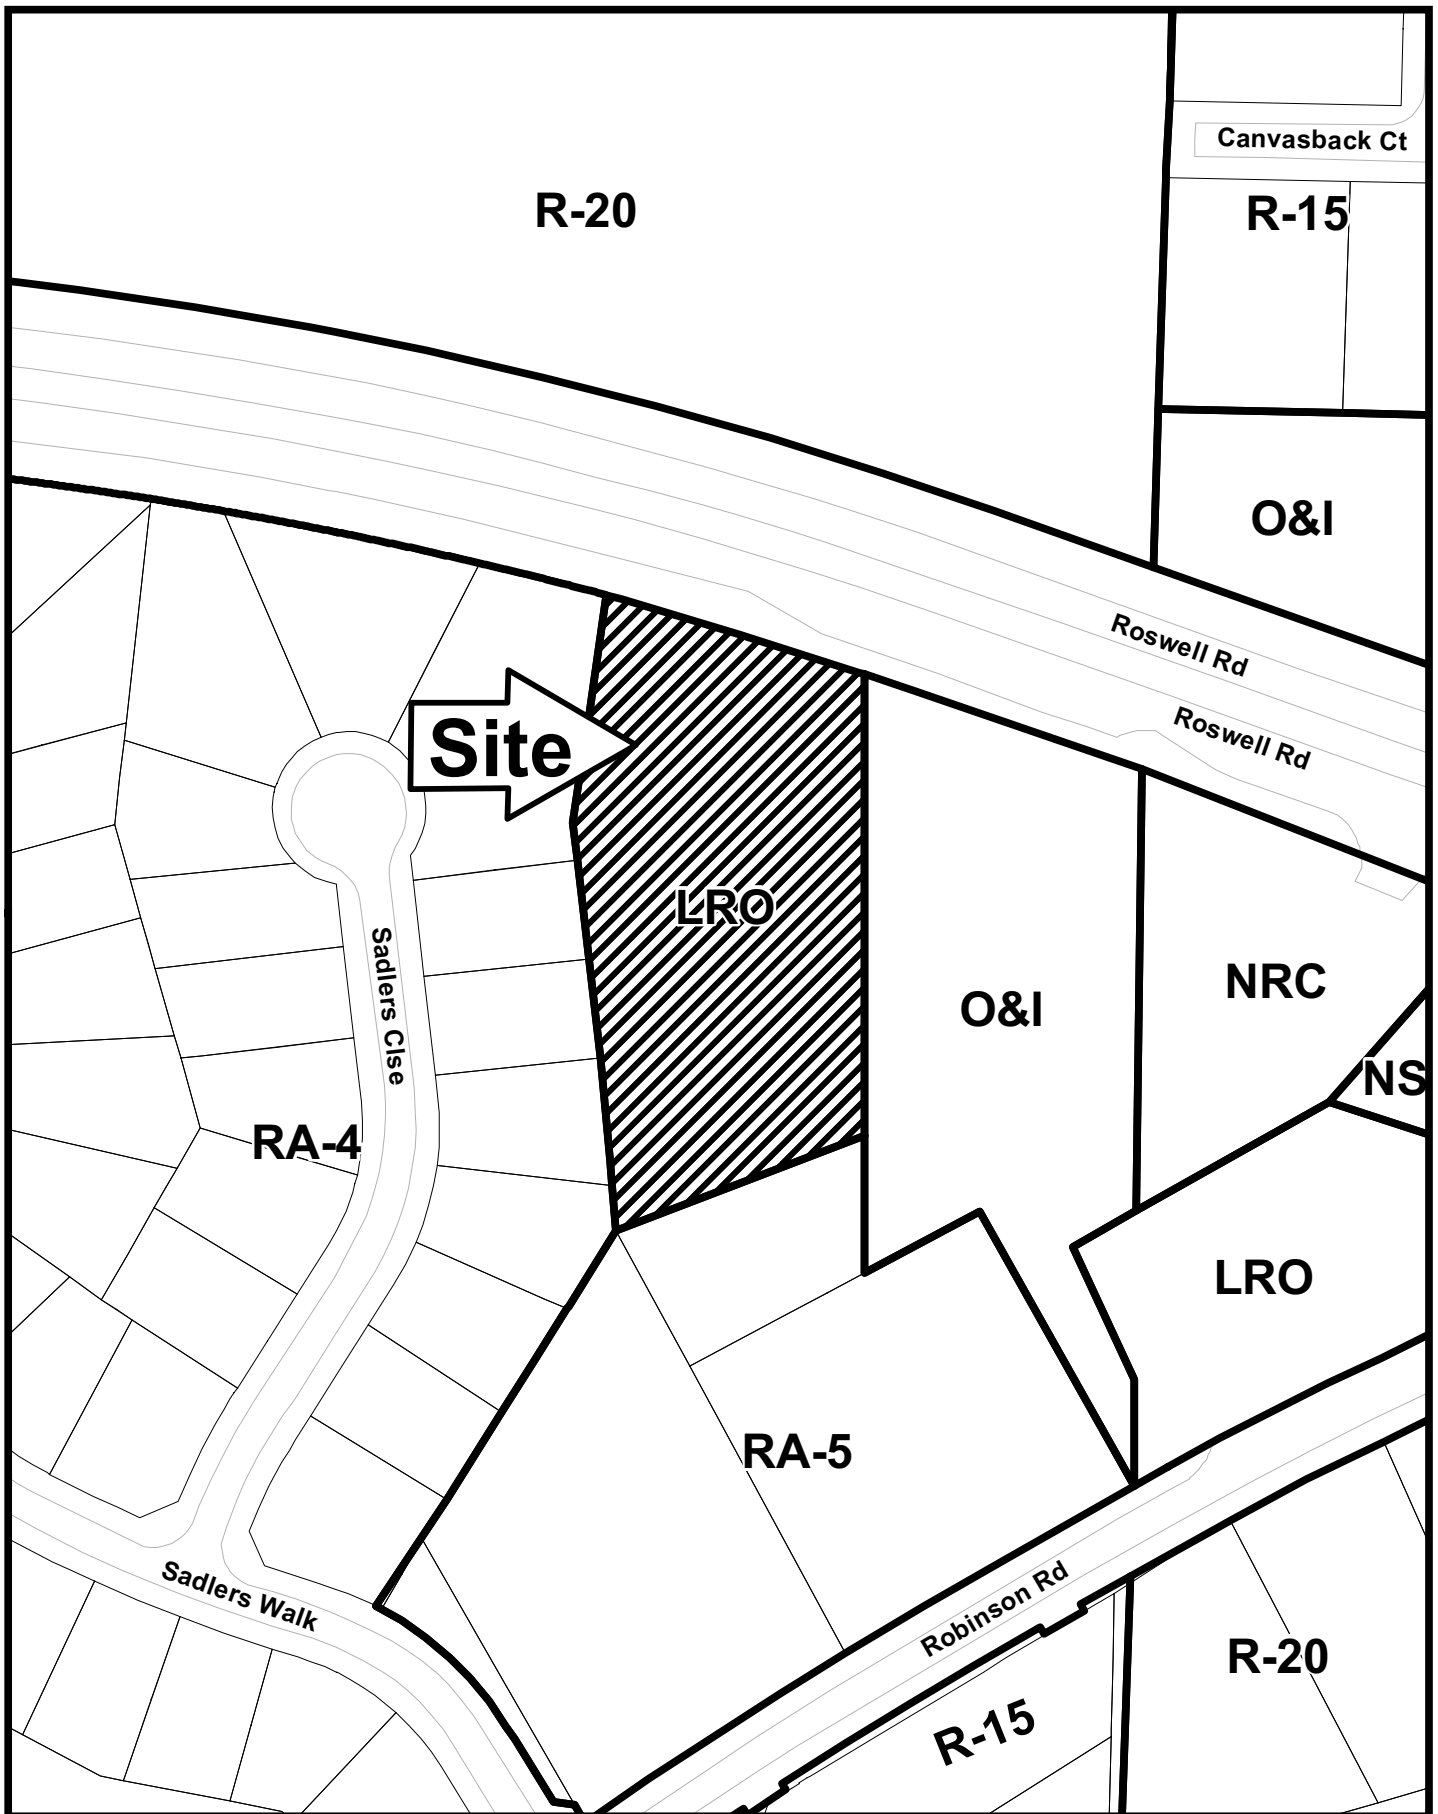 Canvasback Ct
R-20
R-15
O&I
Roswell Rd
Roswell Rd
Site
LRO
Sadlers Clse
NRC
O&I
NS
RA-4
LRO
RA-5
Sadlers Walk
Robinson Rd
R-20
R-15